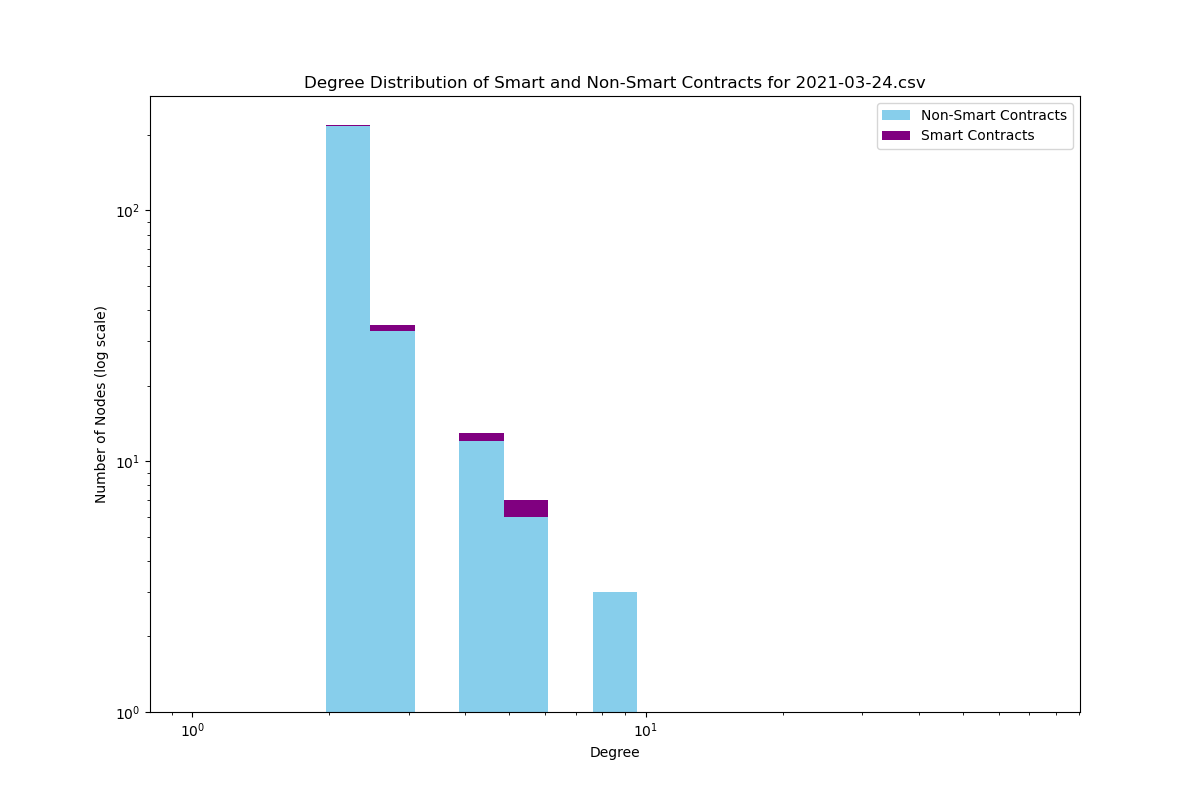 Degree Distribution of Smart and Non-Smart Contracts for 2021-03-24.csv
Non-Smart Contracts
Smart Contracts
Number of Nodes (log scale)
10²
10¹
10⁰
10⁰ 10¹
Degree